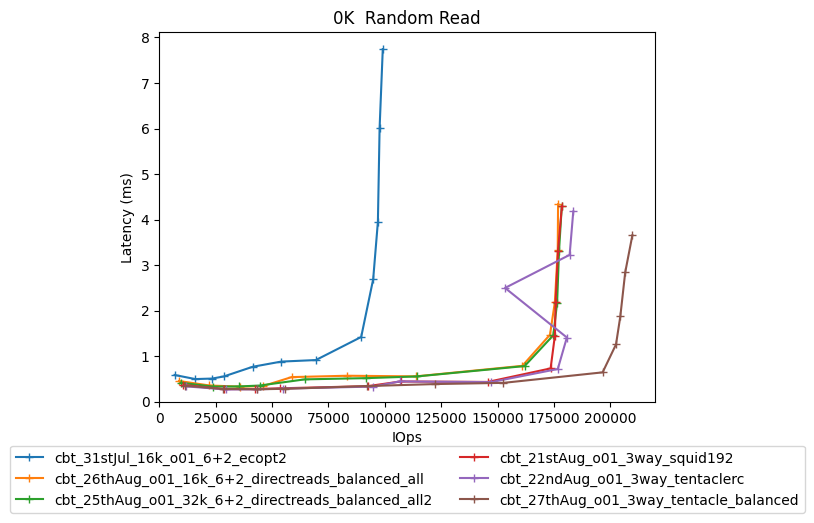 0K  Random Read
8
7
6
5
4
3
2
1
0
Latency (ms)
0 25000 50000 75000 100000 125000 150000 175000 200000
IOps
cbt_31stJul_16k_o01_6+2_ecopt2
cbt_26thAug_o01_16k_6+2_directreads_balanced_all
cbt_25thAug_o01_32k_6+2_directreads_balanced_all2
cbt_21stAug_o01_3way_squid192
cbt_22ndAug_o01_3way_tentaclerc
cbt_27thAug_o01_3way_tentacle_balanced